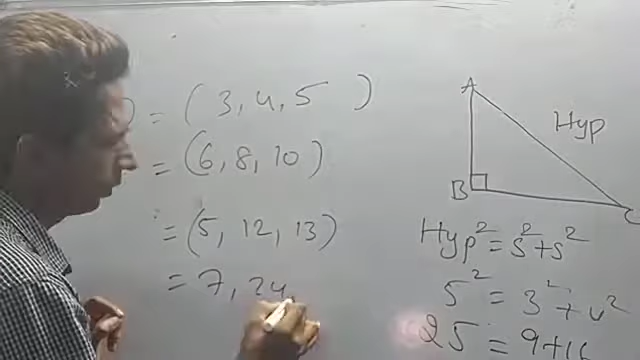 ) = (3, 4, 5)
= (6, 8, 10)
= (5, 12, 13)
= 7, 24,
A
B
C
Hyp
Hyp² = s² + s²
5² = 3² + 4²
25 = 9 + 16